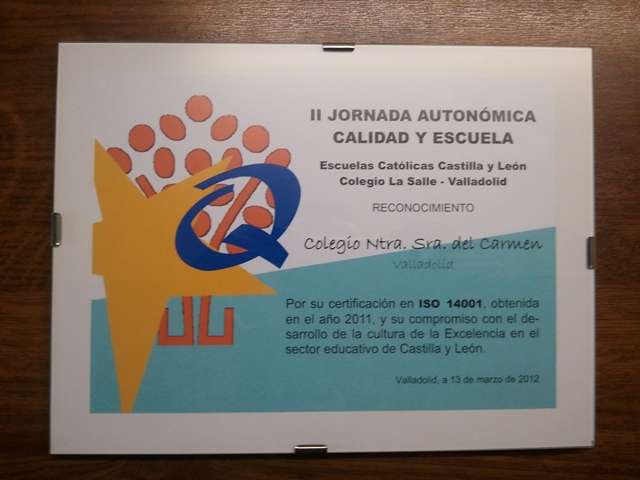 II JORNADA AUTONÓMICA
CALIDAD Y ESCUELA
Escuelas Católicas Castilla y León
Colegio La Salle - Valladolid
RECONOCIMIENTO
Colegio Ntra. Sra. del Carmen
Valladolid
Por su certificación en ISO 14001, obtenida
en el año 2011, y su compromiso con el de-
sarrollo de la cultura de la Excelencia en el
sector educativo de Castilla y León.
Valladolid, a 13 de marzo de 2012